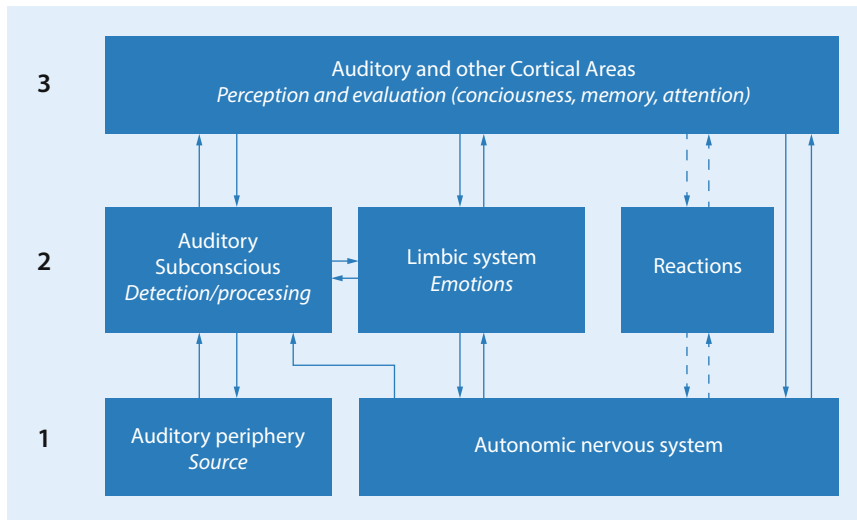 3
Auditory and other Cortical Areas
Perception and evaluation (conciousness, memory, attention)
2
Auditory
Subconscious
Detection/processing)
Limbic system
Emotions
Reactions
1
Auditory periphery
Source
Autonomic nervous system